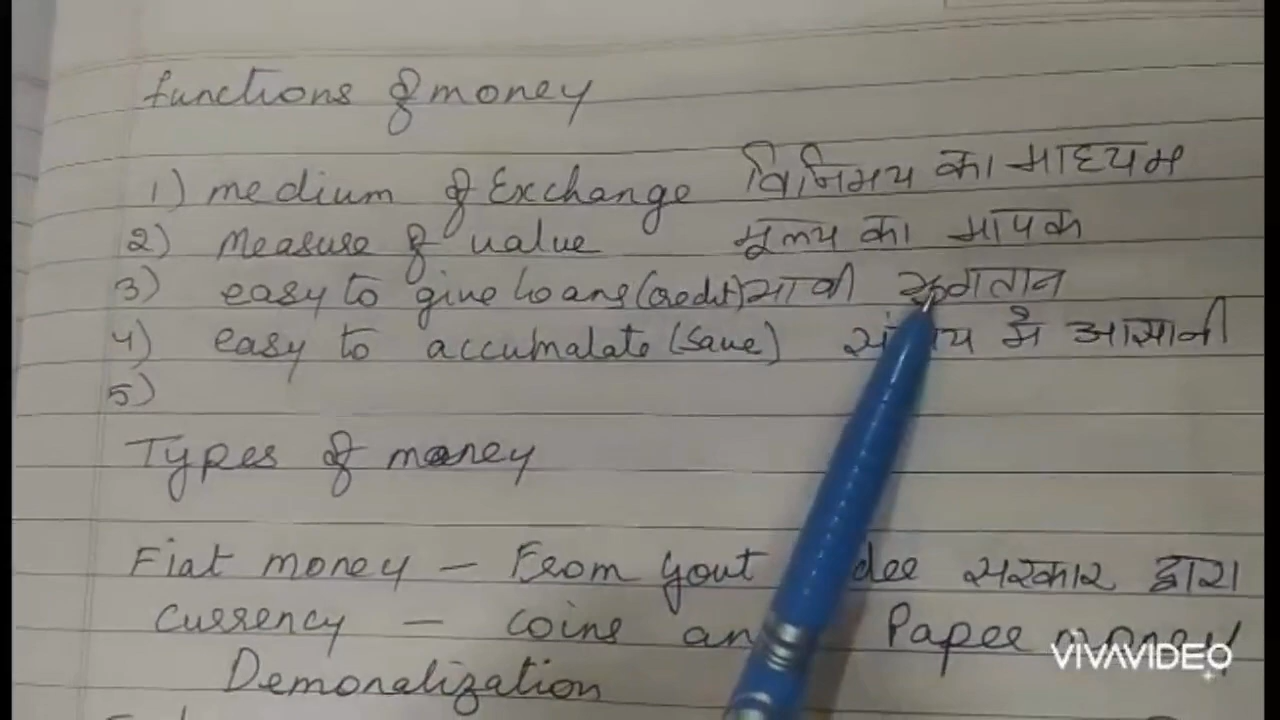 functions of money
1) medium of Exchange विनिमय का माध्यम
2) Measure of value मूल्य का मापक
3) easy to give loans (credit) भावी भुगतान
4) easy to accumalate (save) में आसानी
5)
Types of money
Fiat money - From govt सरकार द्वारा
Currency - coins Paper money
Demonalization
VIVAVIDEO